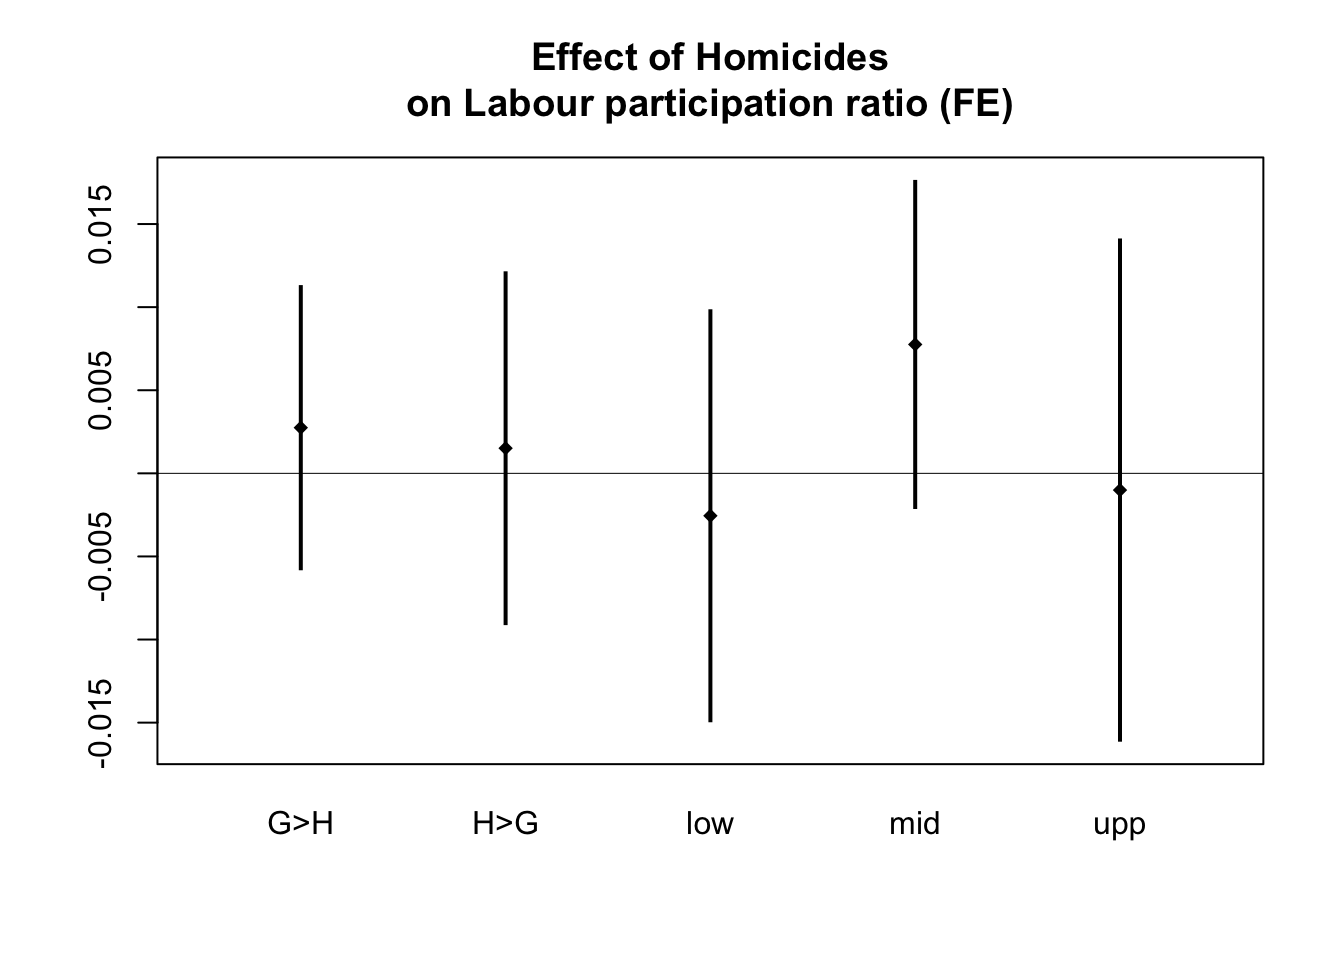 Effect of Homicides
on Labour participation ratio (FE)
0.015
0.005
-0.005
-0.015
G>H H>G low mid upp